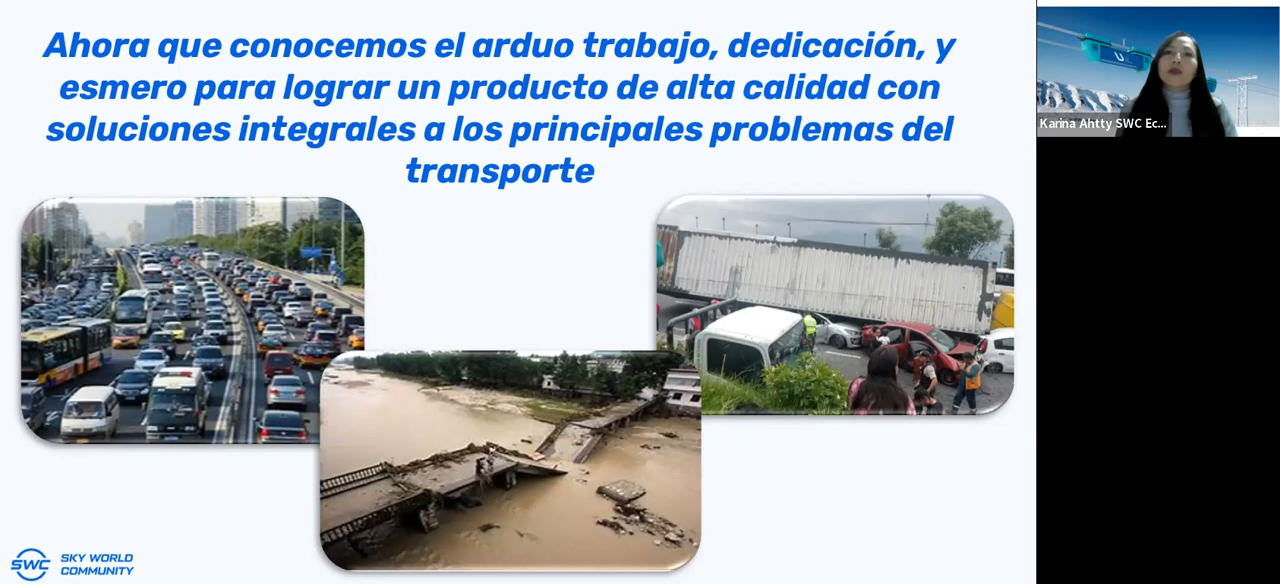 Ahora que conocemos el arduo trabajo, dedicación, y
esmero para lograr un producto de alta calidad con
soluciones integrales a los principales problemas del
transporte
Karina Ahtty SWC Ec...
SWC
SKY WORLD
COMMUNITY